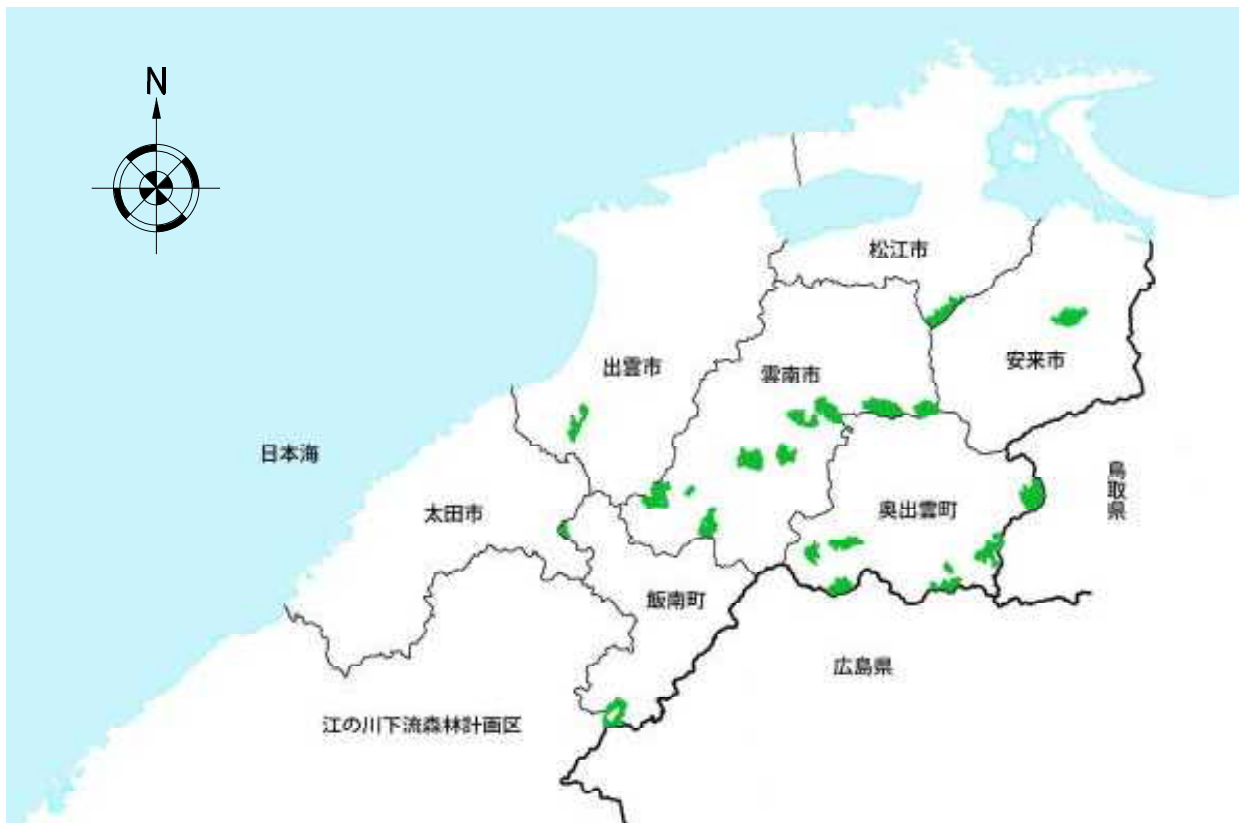 N
松江市
出雲市
雲南市
安来市
日本海
鳥取県
太田市
奥出雲町
飯南町
広島県
江の川下流森林計画区